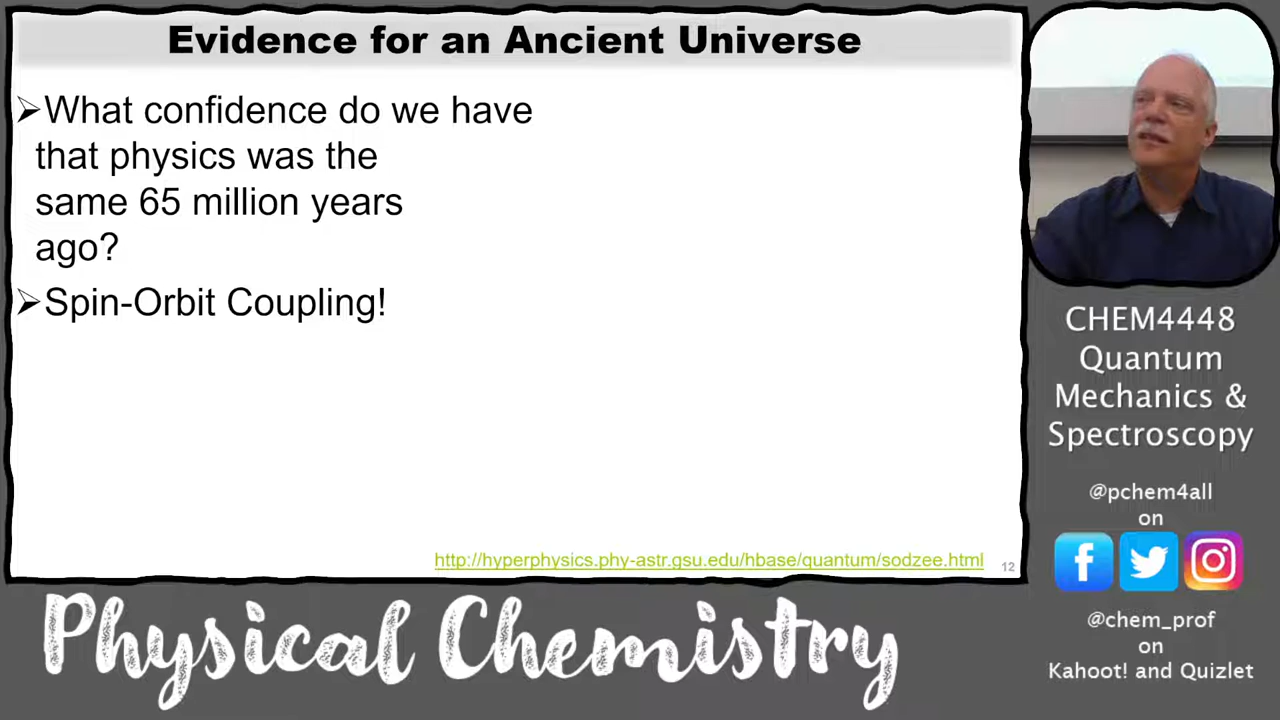 Evidence for an Ancient Universe
➢What confidence do we have
that physics was the
same 65 million years
ago?
➢Spin-Orbit Coupling!
http://hyperphysics.phy-astr.gsu.edu/hbase/quantum/sodzee.html
12
CHEM4448
Quantum
Mechanics &
Spectroscopy
@pchem4all
on
@chem_prof
on
Kahoot! and Quizlet
Physical Chemistry